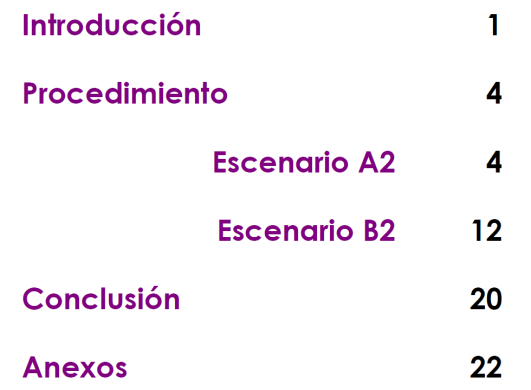 Introducción 1
Procedimiento 4
Escenario A2 4
Escenario B2 12
Conclusión 20
Anexos 22